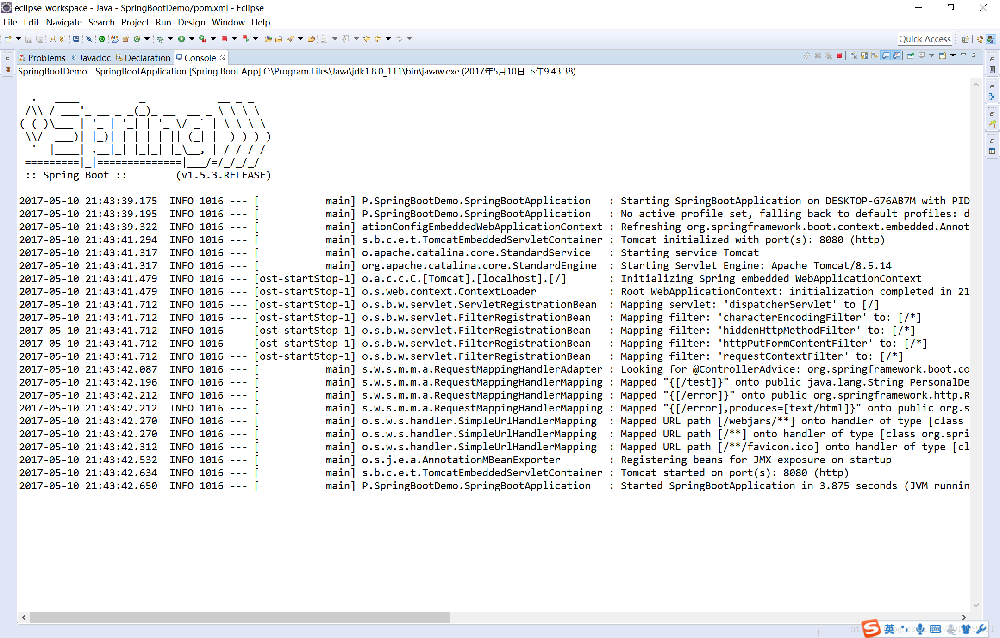 eclipse_workspace - Java - SpringBootDemo/pom.xml - Eclipse
File Edit Navigate Search Project Run Design Window Help
Quick Access
Problems @ Javadoc Declaration Console
SpringBootDemo - SpringBootApplication [Spring Boot App] C:\Program Files\Java\jdk1.8.0_111\bin\javaw.exe (2017年5月10日 下午9:43:38)
  .   ____          _            __ _ _
 /\\ / ___'_ __ _ _(_)_ __  __ _ \ \ \ \
( ( )\___ | '_ | '_| | '_ \/ _` | \ \ \ \
 \\/  ___)| |_)| | | | | || (_| |  ) ) ) )
  '  |____| .__|_| |_|_| |_\__, | / / / /
 =========|_|==============|___/=/_/_/_/
 :: Spring Boot ::        (v1.5.3.RELEASE)
2017-05-10 21:43:39.175  INFO 1016 --- [           main] P.SpringBootDemo.SpringBootApplication   : Starting SpringBootApplication on DESKTOP-G76AB7M with PID
2017-05-10 21:43:39.195  INFO 1016 --- [           main] P.SpringBootDemo.SpringBootApplication   : No active profile set, falling back to default profiles: d
2017-05-10 21:43:39.322  INFO 1016 --- [           main] ationConfigEmbeddedWebApplicationContext : Refreshing org.springframework.boot.context.embedded.Annot
2017-05-10 21:43:41.294  INFO 1016 --- [           main] s.b.c.e.t.TomcatEmbeddedServletContainer : Tomcat initialized with port(s): 8080 (http)
2017-05-10 21:43:41.317  INFO 1016 --- [           main] o.apache.catalina.core.StandardService   : Starting service Tomcat
2017-05-10 21:43:41.317  INFO 1016 --- [           main] org.apache.catalina.core.StandardEngine  : Starting Servlet Engine: Apache Tomcat/8.5.14
2017-05-10 21:43:41.479  INFO 1016 --- [ost-startStop-1] o.a.c.c.C.[Tomcat].[localhost].[/]       : Initializing Spring embedded WebApplicationContext
2017-05-10 21:43:41.479  INFO 1016 --- [ost-startStop-1] o.s.web.context.ContextLoader            : Root WebApplicationContext: initialization completed in 21
2017-05-10 21:43:41.712  INFO 1016 --- [ost-startStop-1] o.s.b.w.servlet.ServletRegistrationBean  : Mapping servlet: 'dispatcherServlet' to [/]
2017-05-10 21:43:41.712  INFO 1016 --- [ost-startStop-1] o.s.b.w.servlet.FilterRegistrationBean   : Mapping filter: 'characterEncodingFilter' to: [/*]
2017-05-10 21:43:41.712  INFO 1016 --- [ost-startStop-1] o.s.b.w.servlet.FilterRegistrationBean   : Mapping filter: 'hiddenHttpMethodFilter' to: [/*]
2017-05-10 21:43:41.712  INFO 1016 --- [ost-startStop-1] o.s.b.w.servlet.FilterRegistrationBean   : Mapping filter: 'httpPutFormContentFilter' to: [/*]
2017-05-10 21:43:41.712  INFO 1016 --- [ost-startStop-1] o.s.b.w.servlet.FilterRegistrationBean   : Mapping filter: 'requestContextFilter' to: [/*]
2017-05-10 21:43:42.087  INFO 1016 --- [           main] s.w.s.m.m.a.RequestMappingHandlerAdapter : Looking for @ControllerAdvice: org.springframework.boot.co
2017-05-10 21:43:42.196  INFO 1016 --- [           main] s.w.s.m.m.a.RequestMappingHandlerMapping : Mapped "{[/test]}" onto public java.lang.String PersonalDe
2017-05-10 21:43:42.212  INFO 1016 --- [           main] s.w.s.m.m.a.RequestMappingHandlerMapping : Mapped "{[/error]}" onto public org.springframework.http.R
2017-05-10 21:43:42.212  INFO 1016 --- [           main] s.w.s.m.m.a.RequestMappingHandlerMapping : Mapped "{[/error],produces=[text/html]}" onto public org.s
2017-05-10 21:43:42.270  INFO 1016 --- [           main] o.s.w.s.handler.SimpleUrlHandlerMapping  : Mapped URL path [/webjars/**] onto handler of type [class
2017-05-10 21:43:42.270  INFO 1016 --- [           main] o.s.w.s.handler.SimpleUrlHandlerMapping  : Mapped URL path [/**] onto handler of type [class org.spri
2017-05-10 21:43:42.312  INFO 1016 --- [           main] o.s.w.s.handler.SimpleUrlHandlerMapping  : Mapped URL path [/**/favicon.ico] onto handler of type [cl
2017-05-10 21:43:42.532  INFO 1016 --- [           main] o.s.j.e.a.AnnotationMBeanExporter        : Registering beans for JMX exposure on startup
2017-05-10 21:43:42.634  INFO 1016 --- [           main] s.b.c.e.t.TomcatEmbeddedServletContainer : Tomcat started on port(s): 8080 (http)
2017-05-10 21:43:42.650  INFO 1016 --- [           main] P.SpringBootDemo.SpringBootApplication   : Started SpringBootApplication in 3.875 seconds (JVM runnin
英